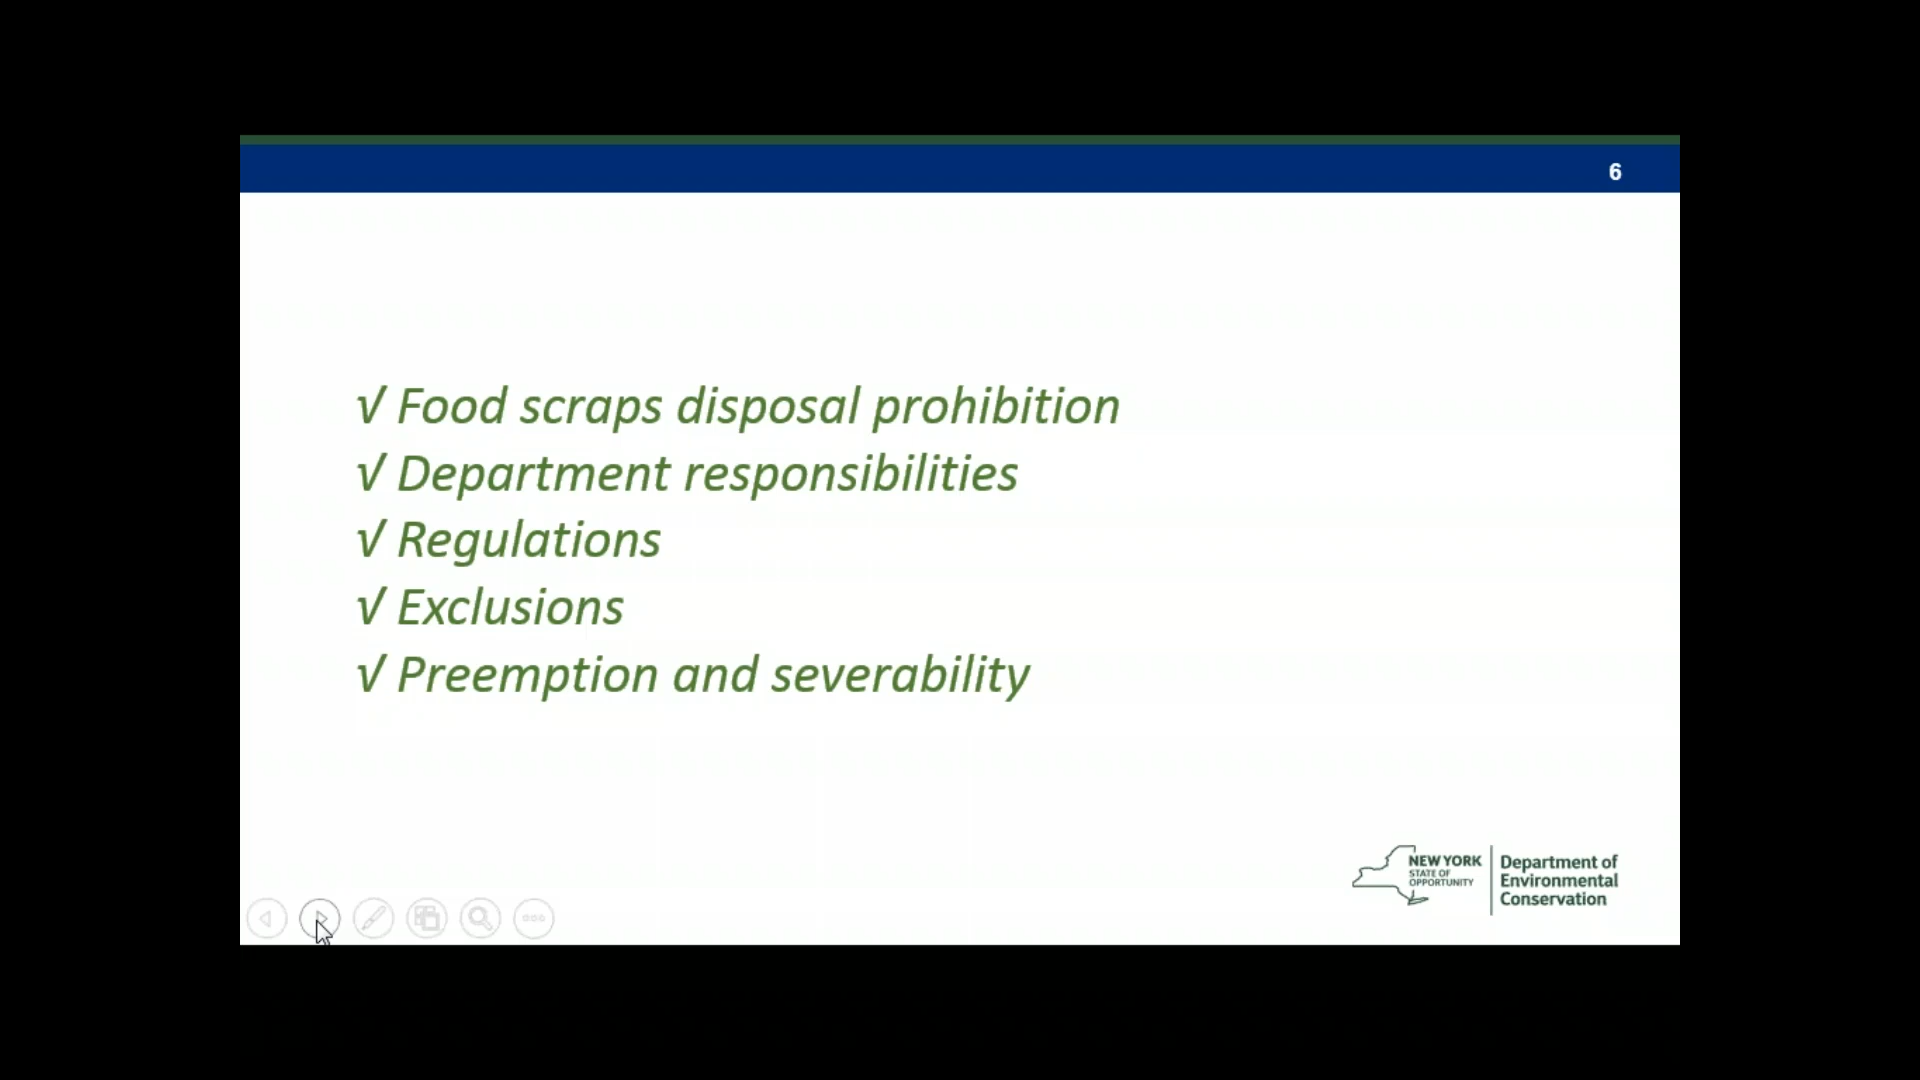 6
√ Food scraps disposal prohibition
√ Department responsibilities
√ Regulations
√ Exclusions
√ Preemption and severability
NEW YORK
STATE OF
OPPORTUNITY
Department of
Environmental
Conservation